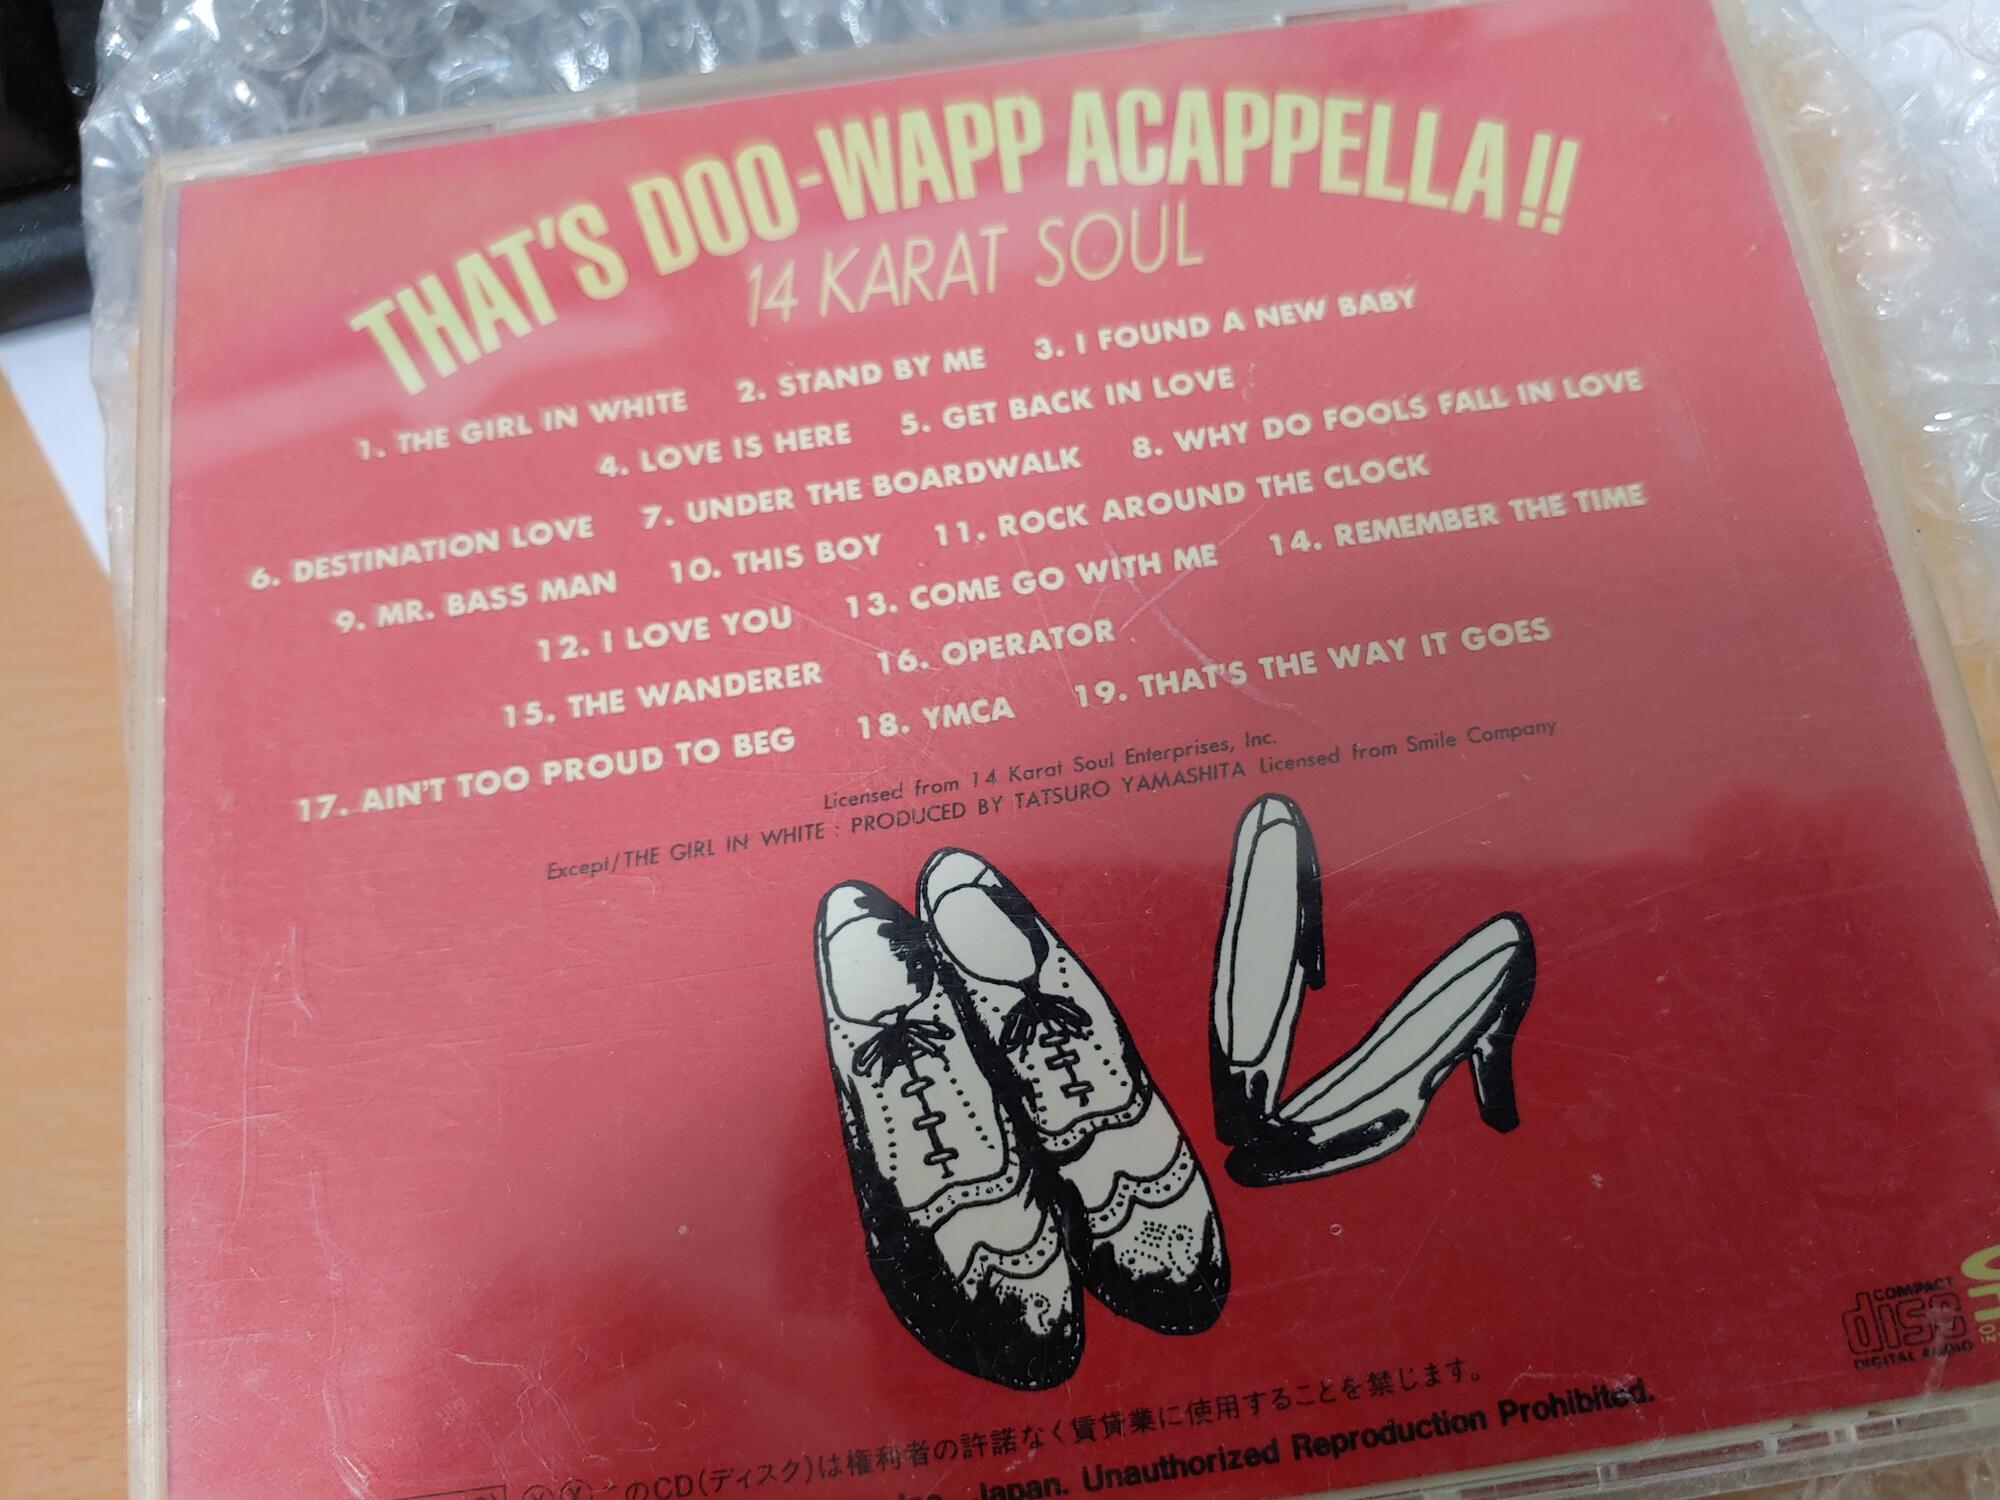 THAT'S DOO-WAPP ACAPPELLA!!
14 KARAT SOUL
1. THE GIRL IN WHITE 2. STAND BY ME 3. I FOUND A NEW BABY
4. LOVE IS HERE 5. GET BACK IN LOVE
6. DESTINATION LOVE 7. UNDER THE BOARDWALK 8. WHY DO FOOLS FALL IN LOVE
9. MR. BASS MAN 10. THIS BOY 11. ROCK AROUND THE CLOCK
12. I LOVE YOU 13. COME GO WITH ME 14. REMEMBER THE TIME
15. THE WANDERER 16. OPERATOR
17. AIN'T TOO PROUD TO BEG 18. YMCA 19. THAT'S THE WAY IT GOES
Licensed from 14 Karat Soul Enterprises, Inc.
Except/THE GIRL IN WHITE : PRODUCED BY TATSURO YAMASHITA Licensed from Smile Company
COMPACT
disc
DIGITAL AUDIO
このCD(ディスク)は権利者の許諾なく賃貸業に使用することを禁じます。
Japan. Unauthorized Reproduction Prohibited.